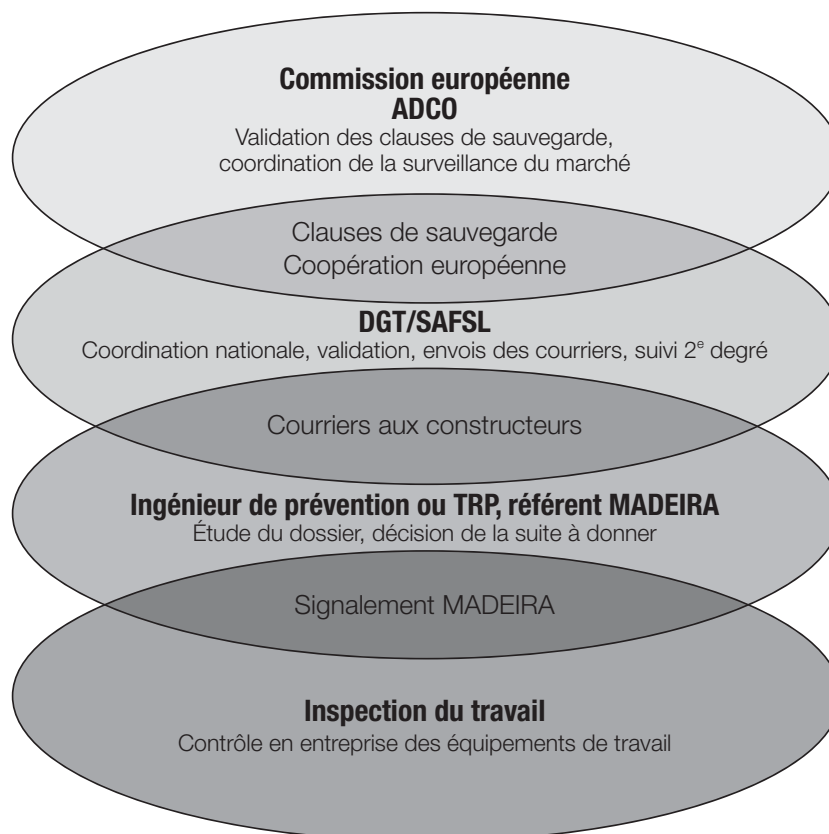 Commission européenne
ADCO
Validation des clauses de sauvegarde,
coordination de la surveillance du marché
Clauses de sauvegarde
Coopération européenne
DGT/SAFSL
Coordination nationale, validation, envois des courriers, suivi 2e degré
Courriers aux constructeurs
Ingénieur de prévention ou TRP, référent MADEIRA
Étude du dossier, décision de la suite à donner
Signalement MADEIRA
Inspection du travail
Contrôle en entreprise des équipements de travail